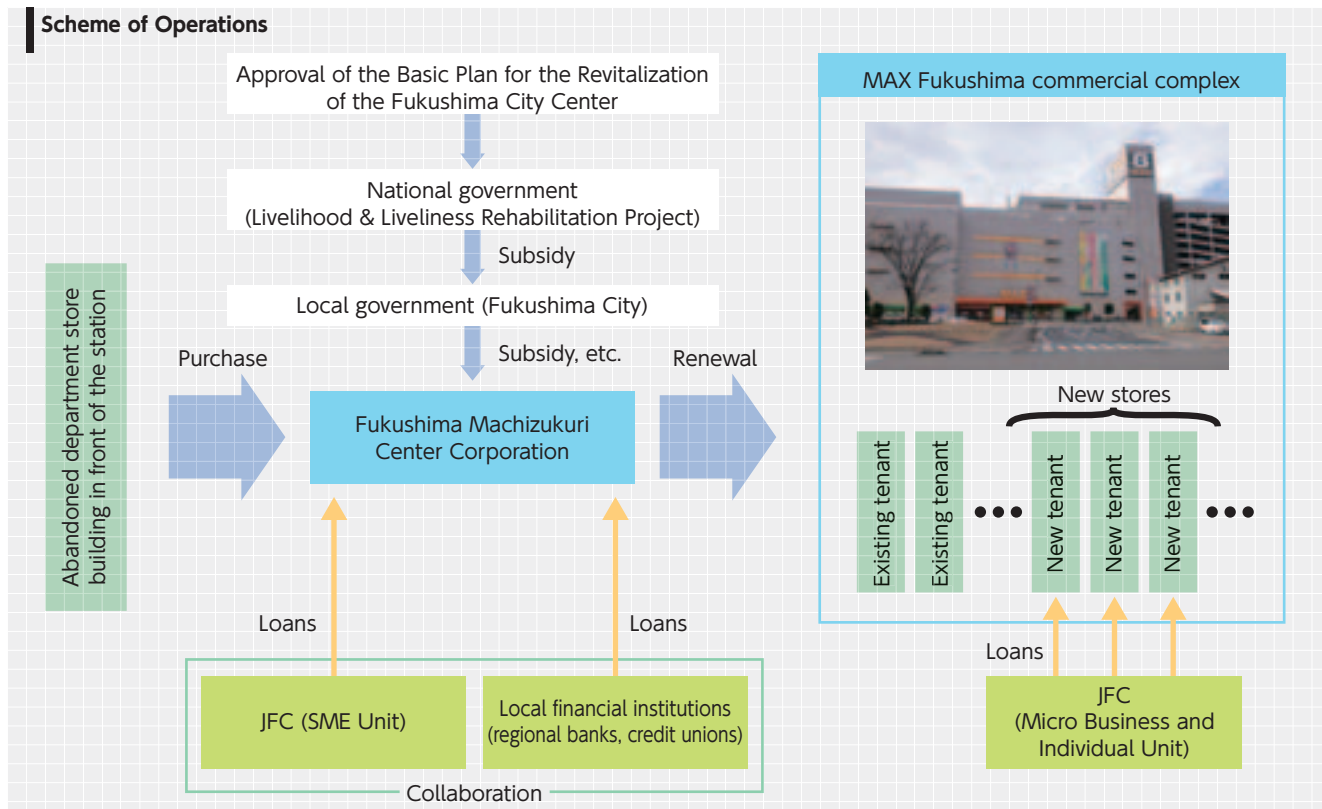 Scheme of Operations
Approval of the Basic Plan for the Revitalization
of the Fukushima City Center
National government
(Livelihood & Liveliness Rehabilitation Project)
Subsidy
Local government (Fukushima City)
Subsidy, etc.
Abandoned department store
building in front of the station
Purchase
Fukushima Machizukuri
Center Corporation
Renewal
Loans
Loans
JFC (SME Unit)
Local financial institutions
(regional banks, credit unions)
Collaboration
MAX Fukushima commercial complex
New stores
Existing tenant
Existing tenant
•••
New tenant
New tenant
New tenant
•••
Loans
JFC
(Micro Business and
Individual Unit)